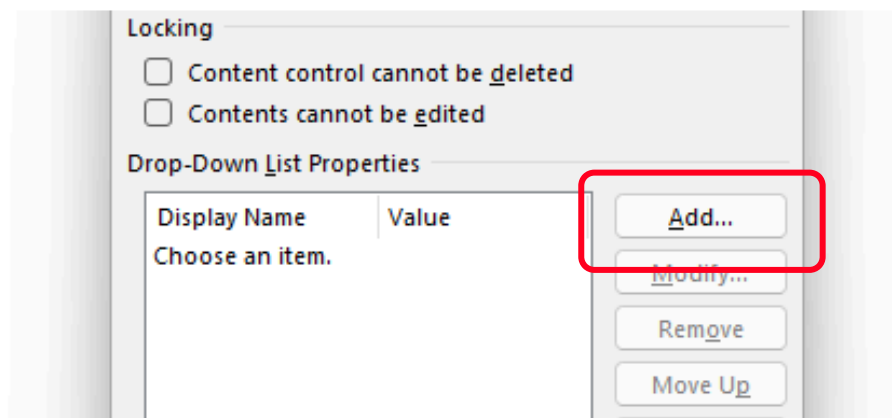 Locking
Content control cannot be deleted
Contents cannot be edited
Drop-Down List Properties
Display Name Value Add...
Choose an item.
Modify...
Remove
Move Up